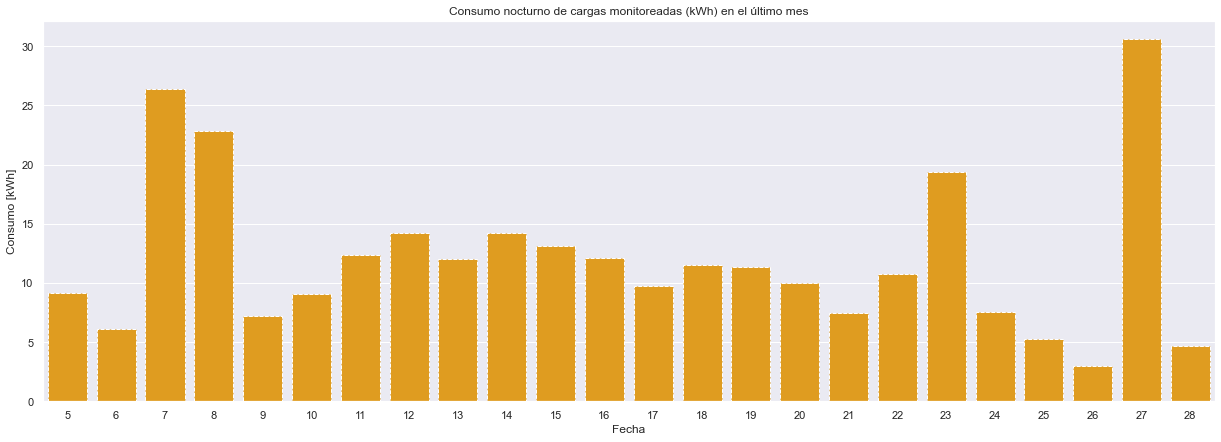 Consumo nocturno de cargas monitoreadas (kWh) en el último mes
Consumo [kWh]
30
25
20
15
10
5
0
5 6 7 8 9 10 11 12 13 14 15 16 17 18 19 20 21 22 23 24 25 26 27 28
Fecha